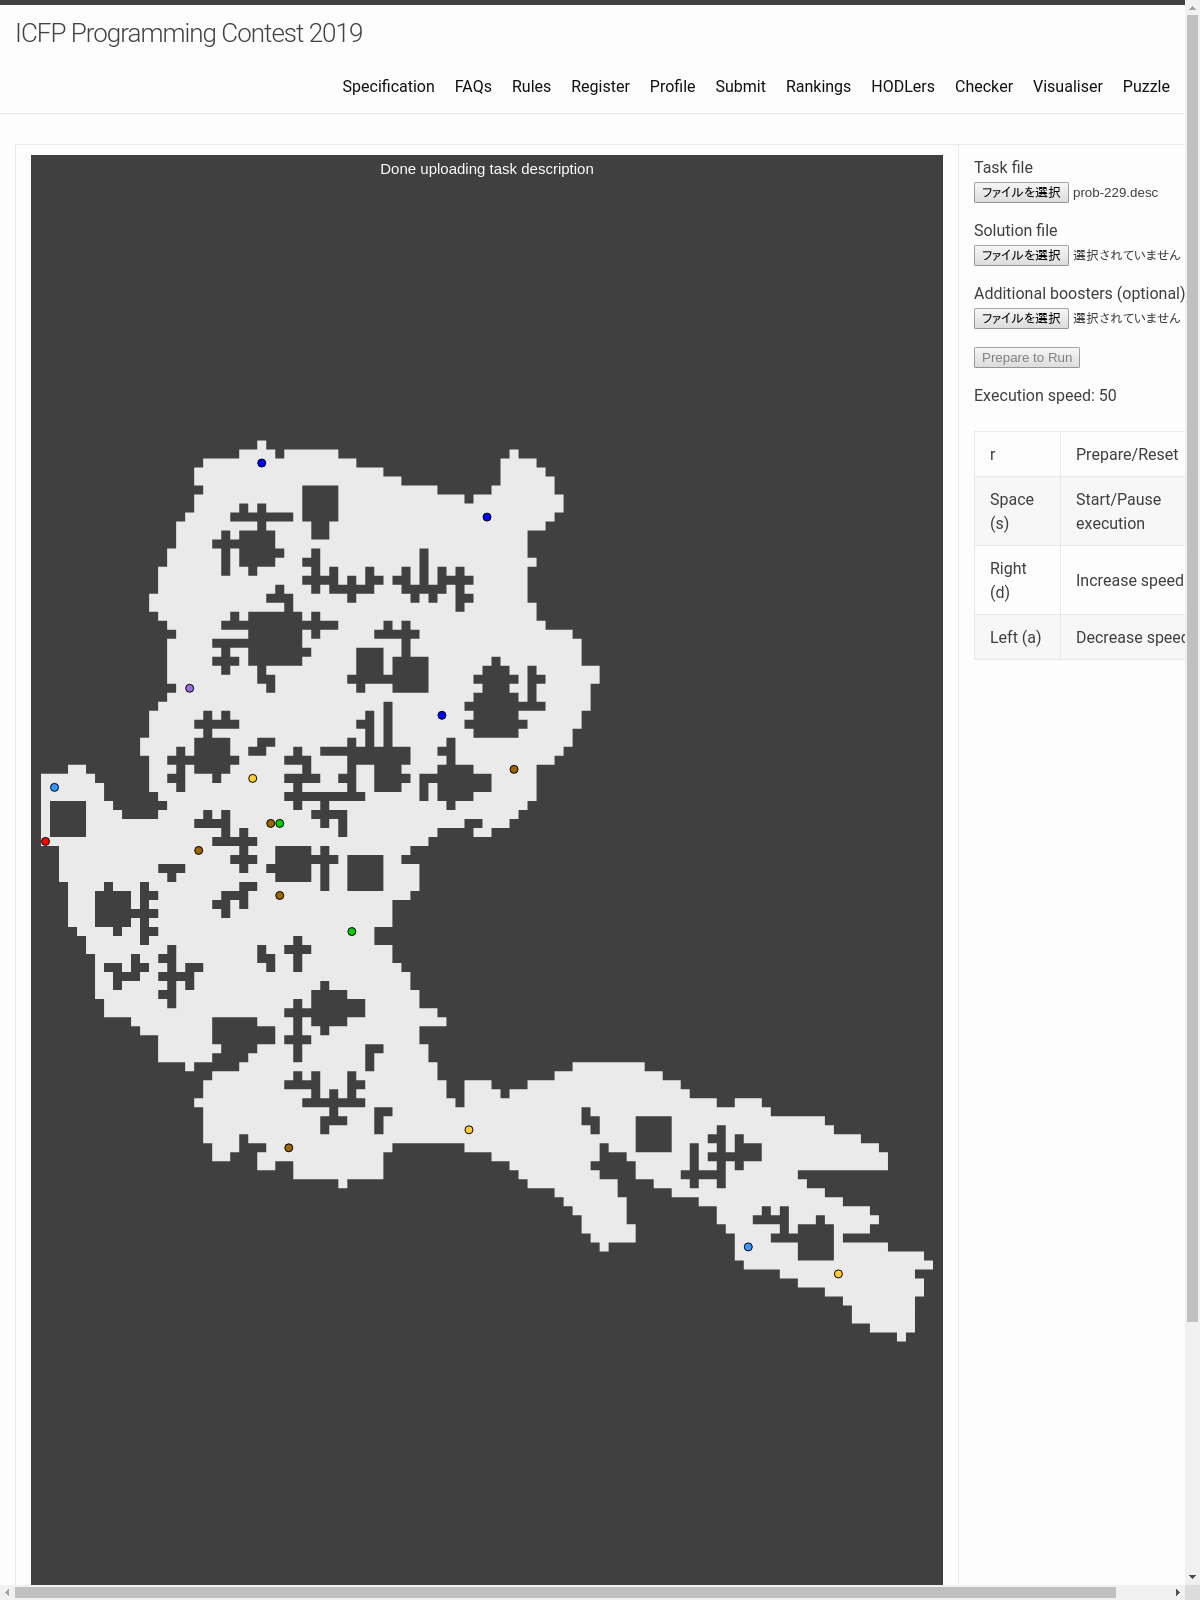 ICFP Programming Contest 2019
Specification FAQs Rules Register Profile Submit Rankings HODLers Checker Visualiser Puzzle
Done uploading task description
Task file
ファイルを選択 prob-229.desc
Solution file
ファイルを選択 選択されていません
Additional boosters (optional)
ファイルを選択 選択されていません
Prepare to Run
Execution speed: 50
r Prepare/Reset
Space (s) Start/Pause execution
Right (d) Increase speed
Left (a) Decrease speed